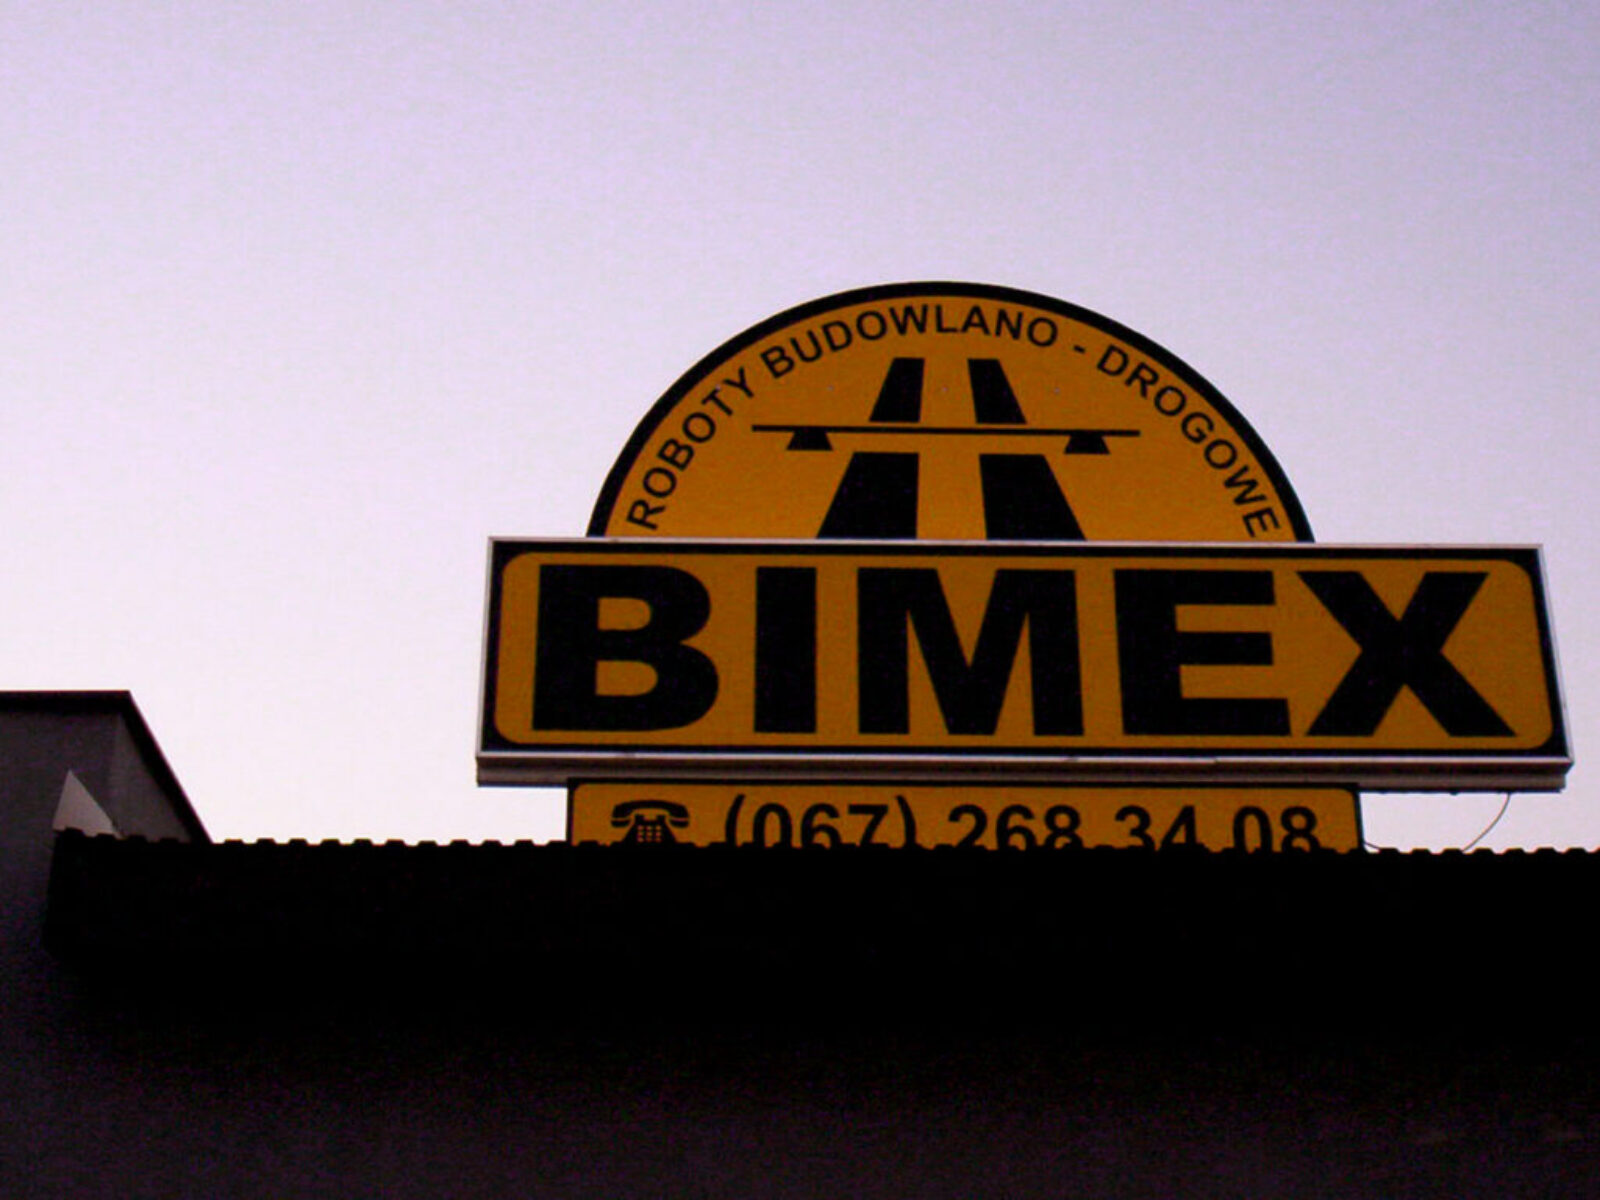 ROBOTY BUDOWLANO - DROGOWE
BIMEX
(067) 268 34 08